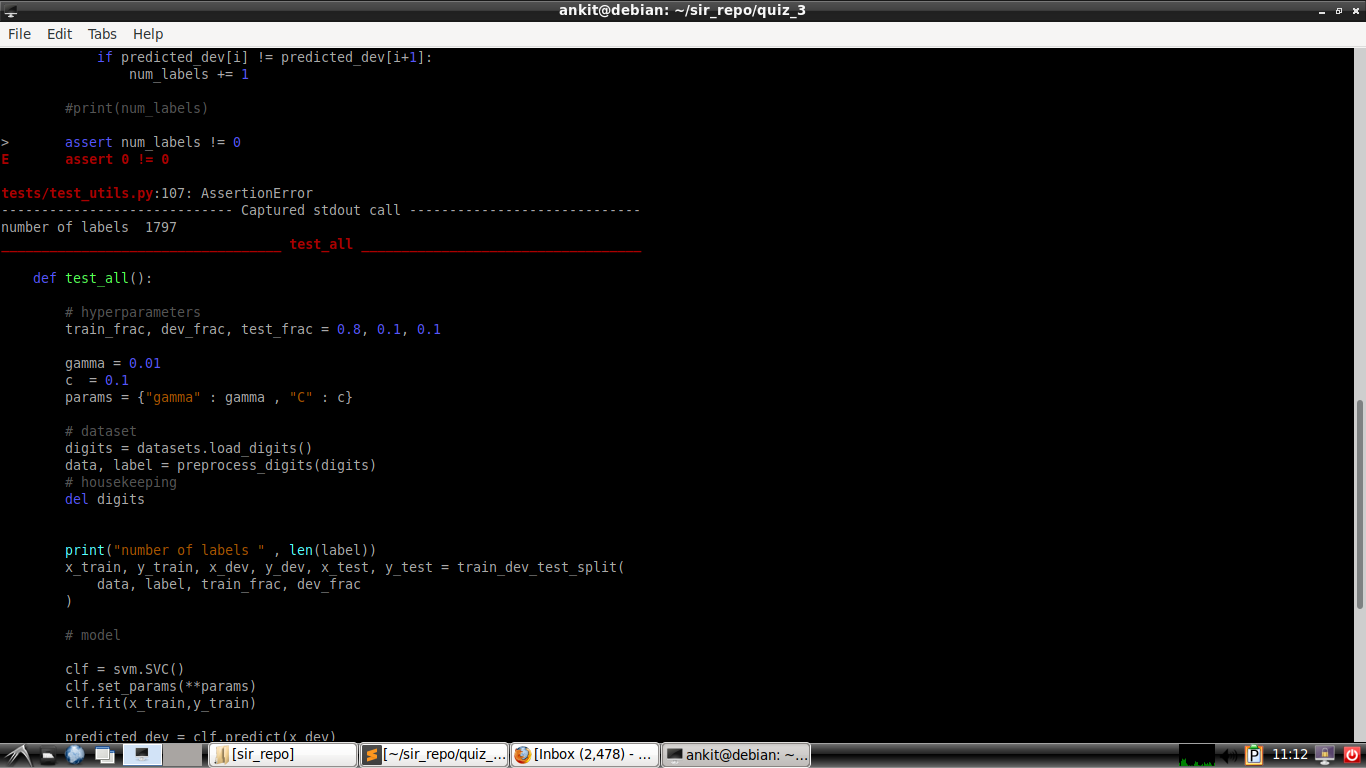 ankit@debian: ~/sir_repo/quiz_3
File Edit Tabs Help
if predicted_dev[i] != predicted_dev[i+1]:
num_labels += 1
#print(num_labels)
> assert num_labels != 0
E assert 0 != 0
tests/test_utils.py:107: AssertionError
----------------------------- Captured stdout call -----------------------------
number of labels  1797
___________________________________ test_all ___________________________________
def test_all():
# hyperparameters
train_frac, dev_frac, test_frac = 0.8, 0.1, 0.1
gamma = 0.01
c  = 0.1
params = {"gamma" : gamma , "C" : c}
# dataset
digits = datasets.load_digits()
data, label = preprocess_digits(digits)
# housekeeping
del digits
print("number of labels " , len(label))
x_train, y_train, x_dev, y_dev, x_test, y_test = train_dev_test_split(
data, label, train_frac, dev_frac
)
# model
clf = svm.SVC()
clf.set_params(**params)
clf.fit(x_train,y_train)
predicted_dev = clf.predict(x_dev)
[sir_repo] [~/sir_repo/quiz_... [Inbox (2,478) - ... ankit@debian: ~... P 11:12